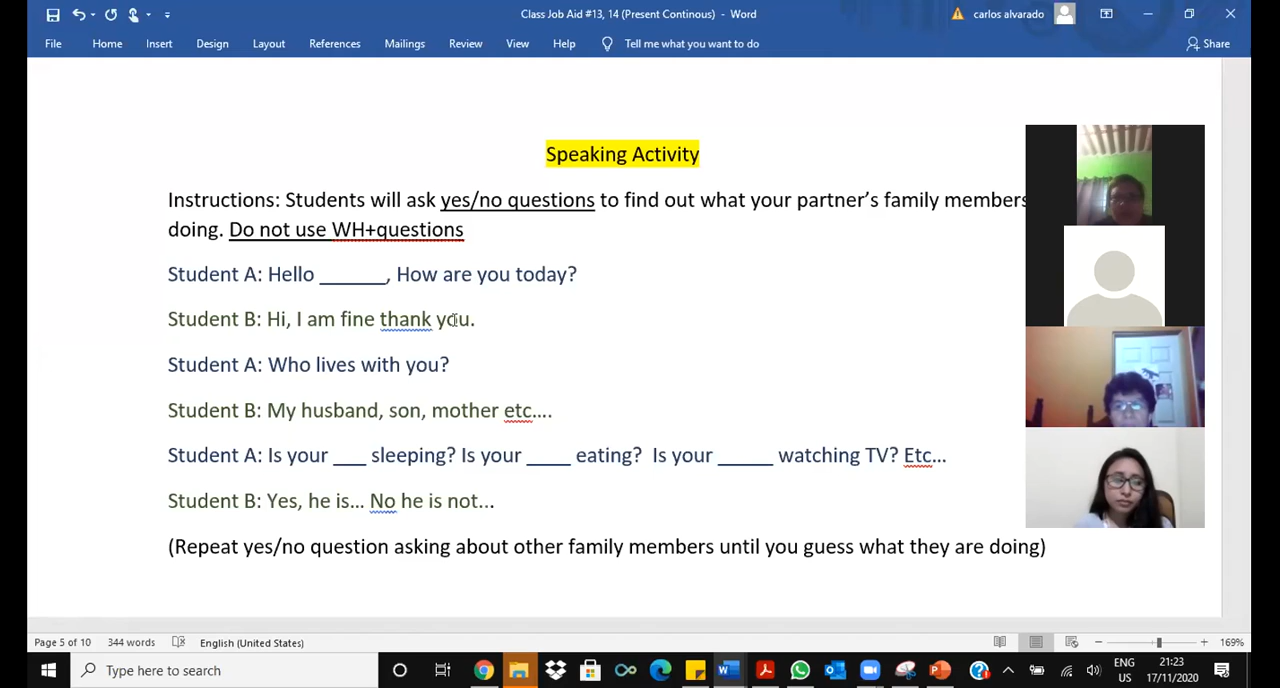 Class Job Aid #13, 14 (Present Continous) - Word
carlos alvarado
File Home Insert Design Layout References Mailings Review View Help Tell me what you want to do Share
Speaking Activity
Instructions: Students will ask yes/no questions to find out what your partner's family members
doing. Do not use WH+questions
Student A: Hello ______, How are you today?
Student B: Hi, I am fine thank you.
Student A: Who lives with you?
Student B: My husband, son, mother etc....
Student A: Is your ___ sleeping? Is your ____ eating?  Is your _____ watching TV? Etc...
Student B: Yes, he is... No he is not...
(Repeat yes/no question asking about other family members until you guess what they are doing)
Page 5 of 10 344 words English (United States) 169%
Type here to search
ENG 21:23
US 17/11/2020